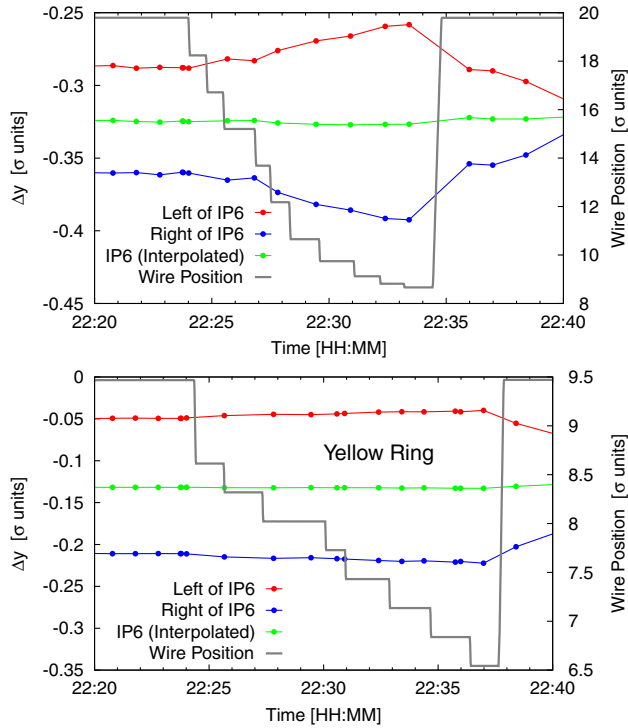 -0.25
-0.3
-0.35
-0.4
-0.45
Δy [σ units]
20
18
16
14
12
10
8
Wire Position [σ units]
Left of IP6
Right of IP6
IP6 (Interpolated)
Wire Position
22:20 22:25 22:30 22:35 22:40
Time [HH:MM]
0
-0.05
-0.1
-0.15
-0.2
-0.25
-0.3
-0.35
Δy [σ units]
9.5
9
8.5
8
7.5
7
6.5
Wire Position [σ units]
Yellow Ring
Left of IP6
Right of IP6
IP6 (Interpolated)
Wire Position
22:20 22:25 22:30 22:35 22:40
Time [HH:MM]